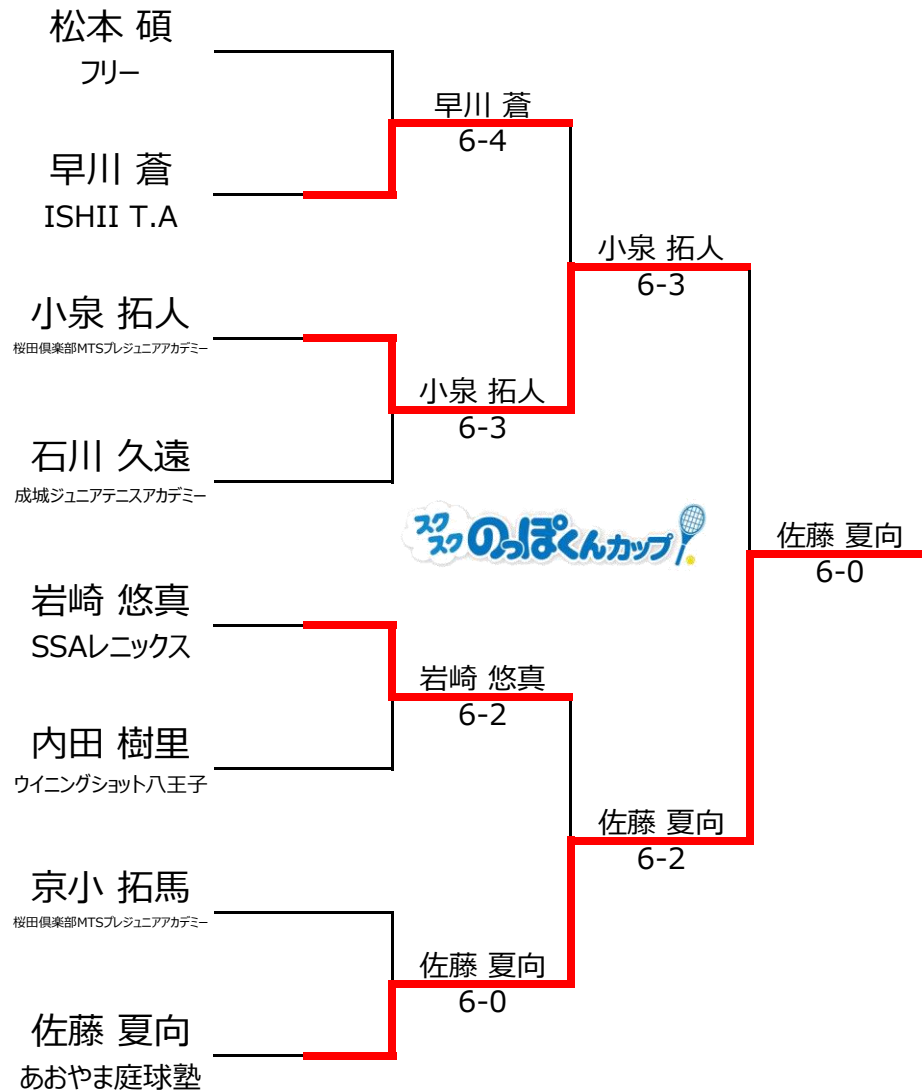 松本 碩
フリー
早川 蒼
6-4
早川 蒼
ISHII T.A
小泉 拓人
6-3
小泉 拓人
桜田倶楽部MTSプレジュニアアカデミー
小泉 拓人
6-3
石川 久遠
成城ジュニアテニスアカデミー
スクスク のっぽくんカップ
佐藤 夏向
6-0
岩崎 悠真
SSAレニックス
岩崎 悠真
6-2
内田 樹里
ウイニングショット八王子
佐藤 夏向
6-2
京小 拓馬
桜田倶楽部MTSプレジュニアアカデミー
佐藤 夏向
6-0
佐藤 夏向
あおやま庭球塾